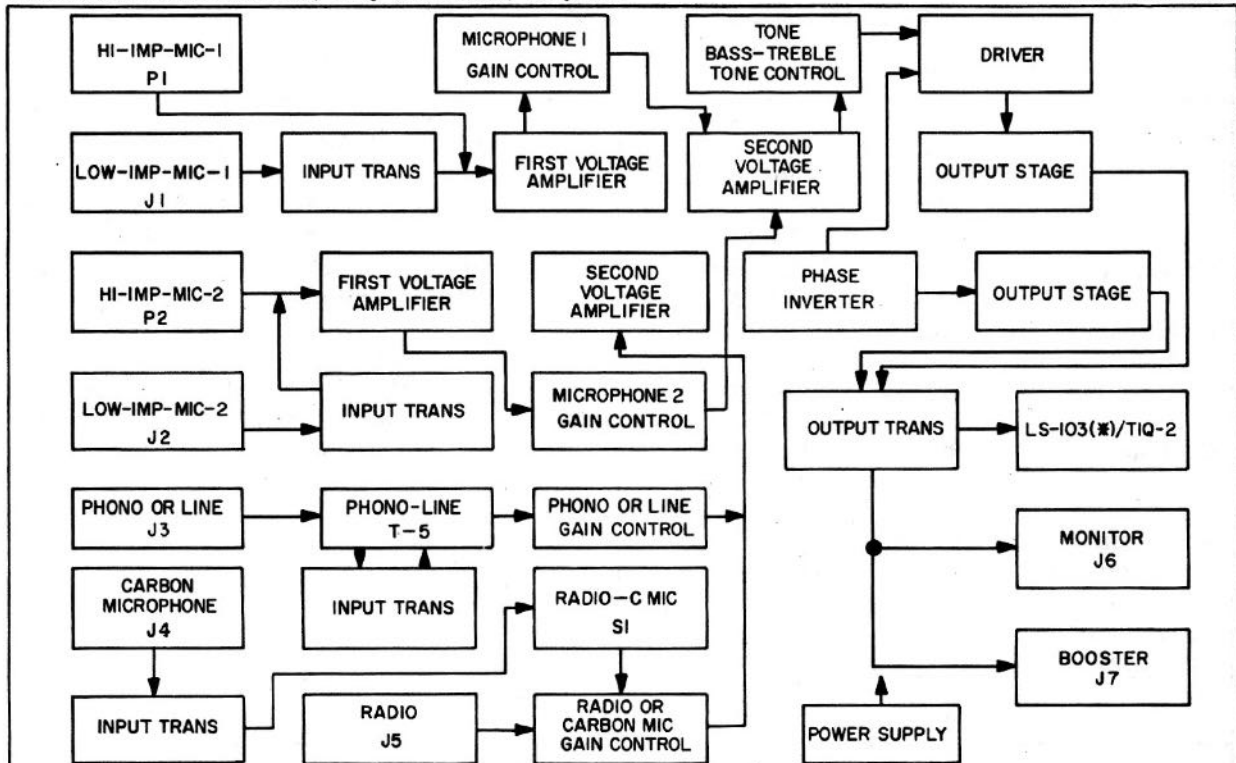 HI-IMP-MIC-1
P1
MICROPHONE 1
GAIN CONTROL
TONE
BASS-TREBLE
TONE CONTROL
DRIVER
LOW-IMP-MIC-1
J1
INPUT TRANS
FIRST VOLTAGE
AMPLIFIER
SECOND
VOLTAGE
AMPLIFIER
OUTPUT STAGE
HI-IMP-MIC-2
P2
FIRST VOLTAGE
AMPLIFIER
SECOND
VOLTAGE
AMPLIFIER
PHASE
INVERTER
OUTPUT STAGE
LOW-IMP-MIC-2
J2
INPUT TRANS
MICROPHONE 2
GAIN CONTROL
OUTPUT TRANS
LS-103(*)/TIQ-2
PHONO OR LINE
J3
PHONO-LINE
T-5
PHONO OR LINE
GAIN CONTROL
MONITOR
J6
CARBON
MICROPHONE
J4
INPUT TRANS
RADIO-C MIC
S1
BOOSTER
J7
INPUT TRANS
RADIO
J5
RADIO OR
CARBON MIC
GAIN CONTROL
POWER SUPPLY